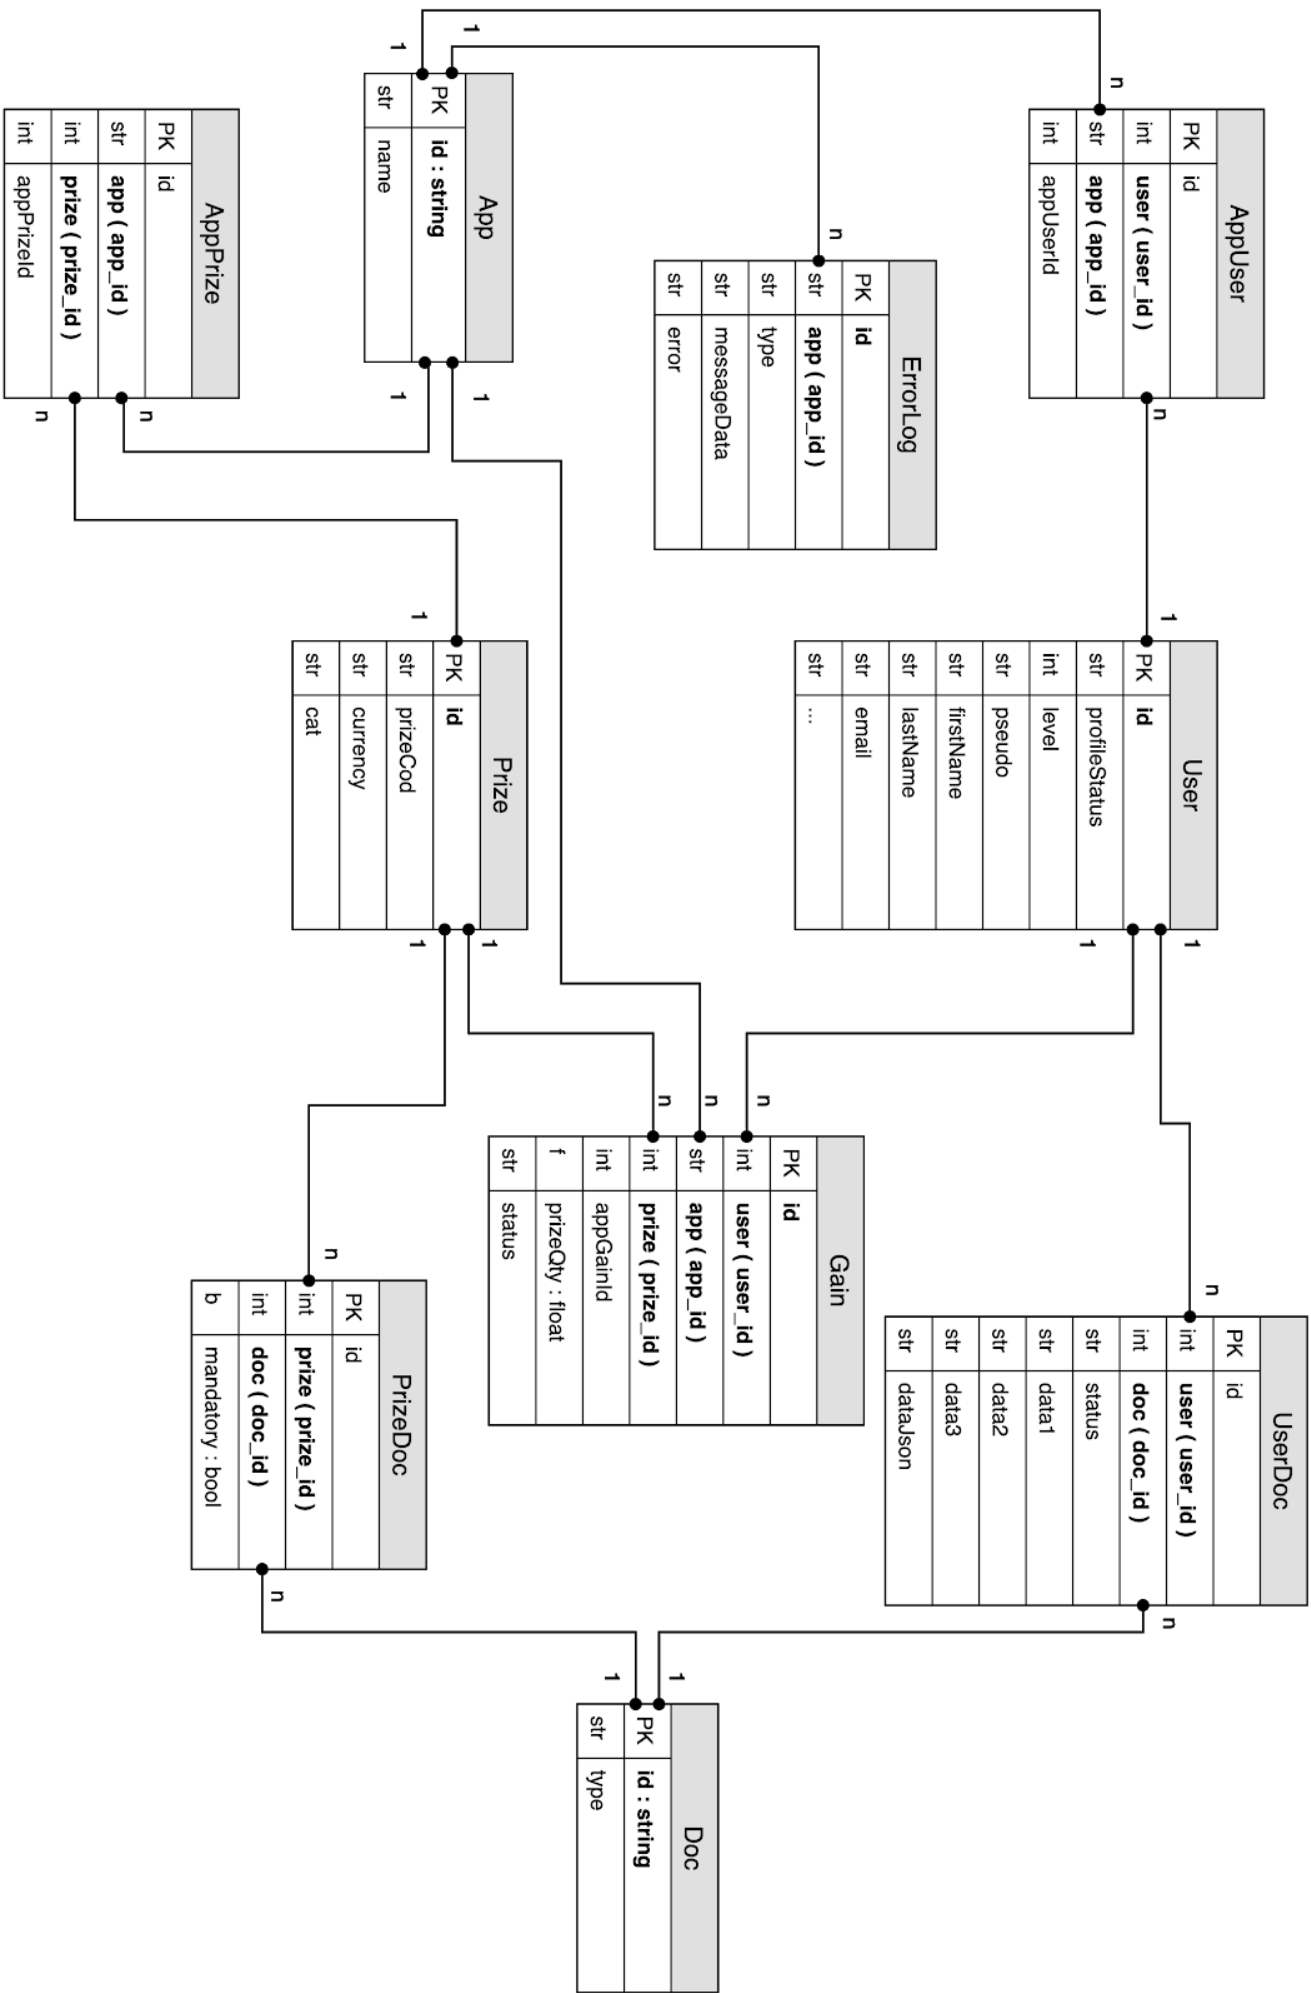 AppUser
PK id
int user ( user_id )
str app ( app_id )
int appUserId
n
n
1
User
PK id
str profileStatus
int level
str pseudo
str firstName
str lastName
str email
str ...
1
1
n
UserDoc
PK id
int user ( user_id )
int doc ( doc_id )
str status
str data1
str data2
str data3
str dataJson
n
ErrorLog
PK id
str app ( app_id )
str type
str messageData
str error
n
Gain
PK id
int user ( user_id )
str app ( app_id )
int prize ( prize_id )
int appGainId
f prizeQty : float
str status
n
n
n
Doc
PK id : string
str type
1
1
App
PK id : string
str name
1
1
1
1
Prize
PK id
str prizeCod
str currency
str cat
1
1
1
PrizeDoc
PK id
int prize ( prize_id )
int doc ( doc_id )
b mandatory : bool
n
n
AppPrize
PK id
str app ( app_id )
int prize ( prize_id )
int appPrizeId
n
n